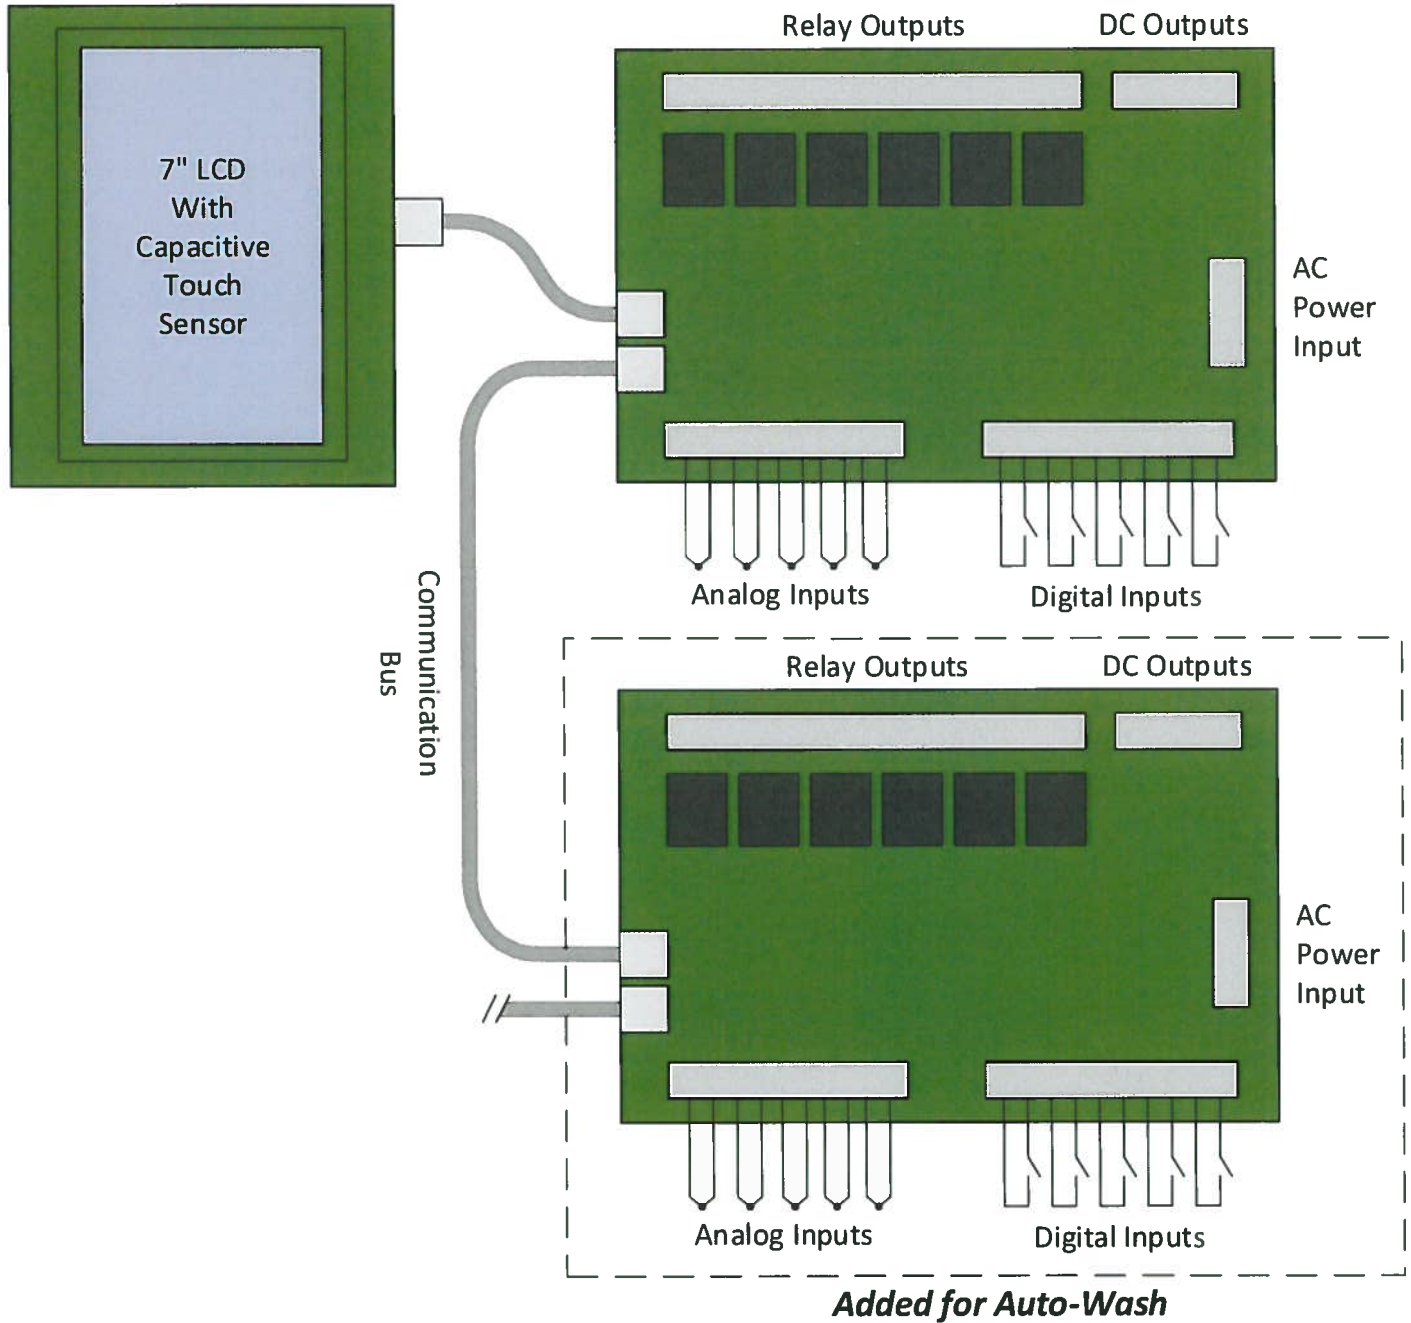 Relay Outputs
DC Outputs
7" LCD
With
Capacitive
Touch
Sensor
AC
Power
Input
Analog Inputs
Digital Inputs
Communication
Bus
Relay Outputs
DC Outputs
AC
Power
Input
Analog Inputs
Digital Inputs
Added for Auto-Wash